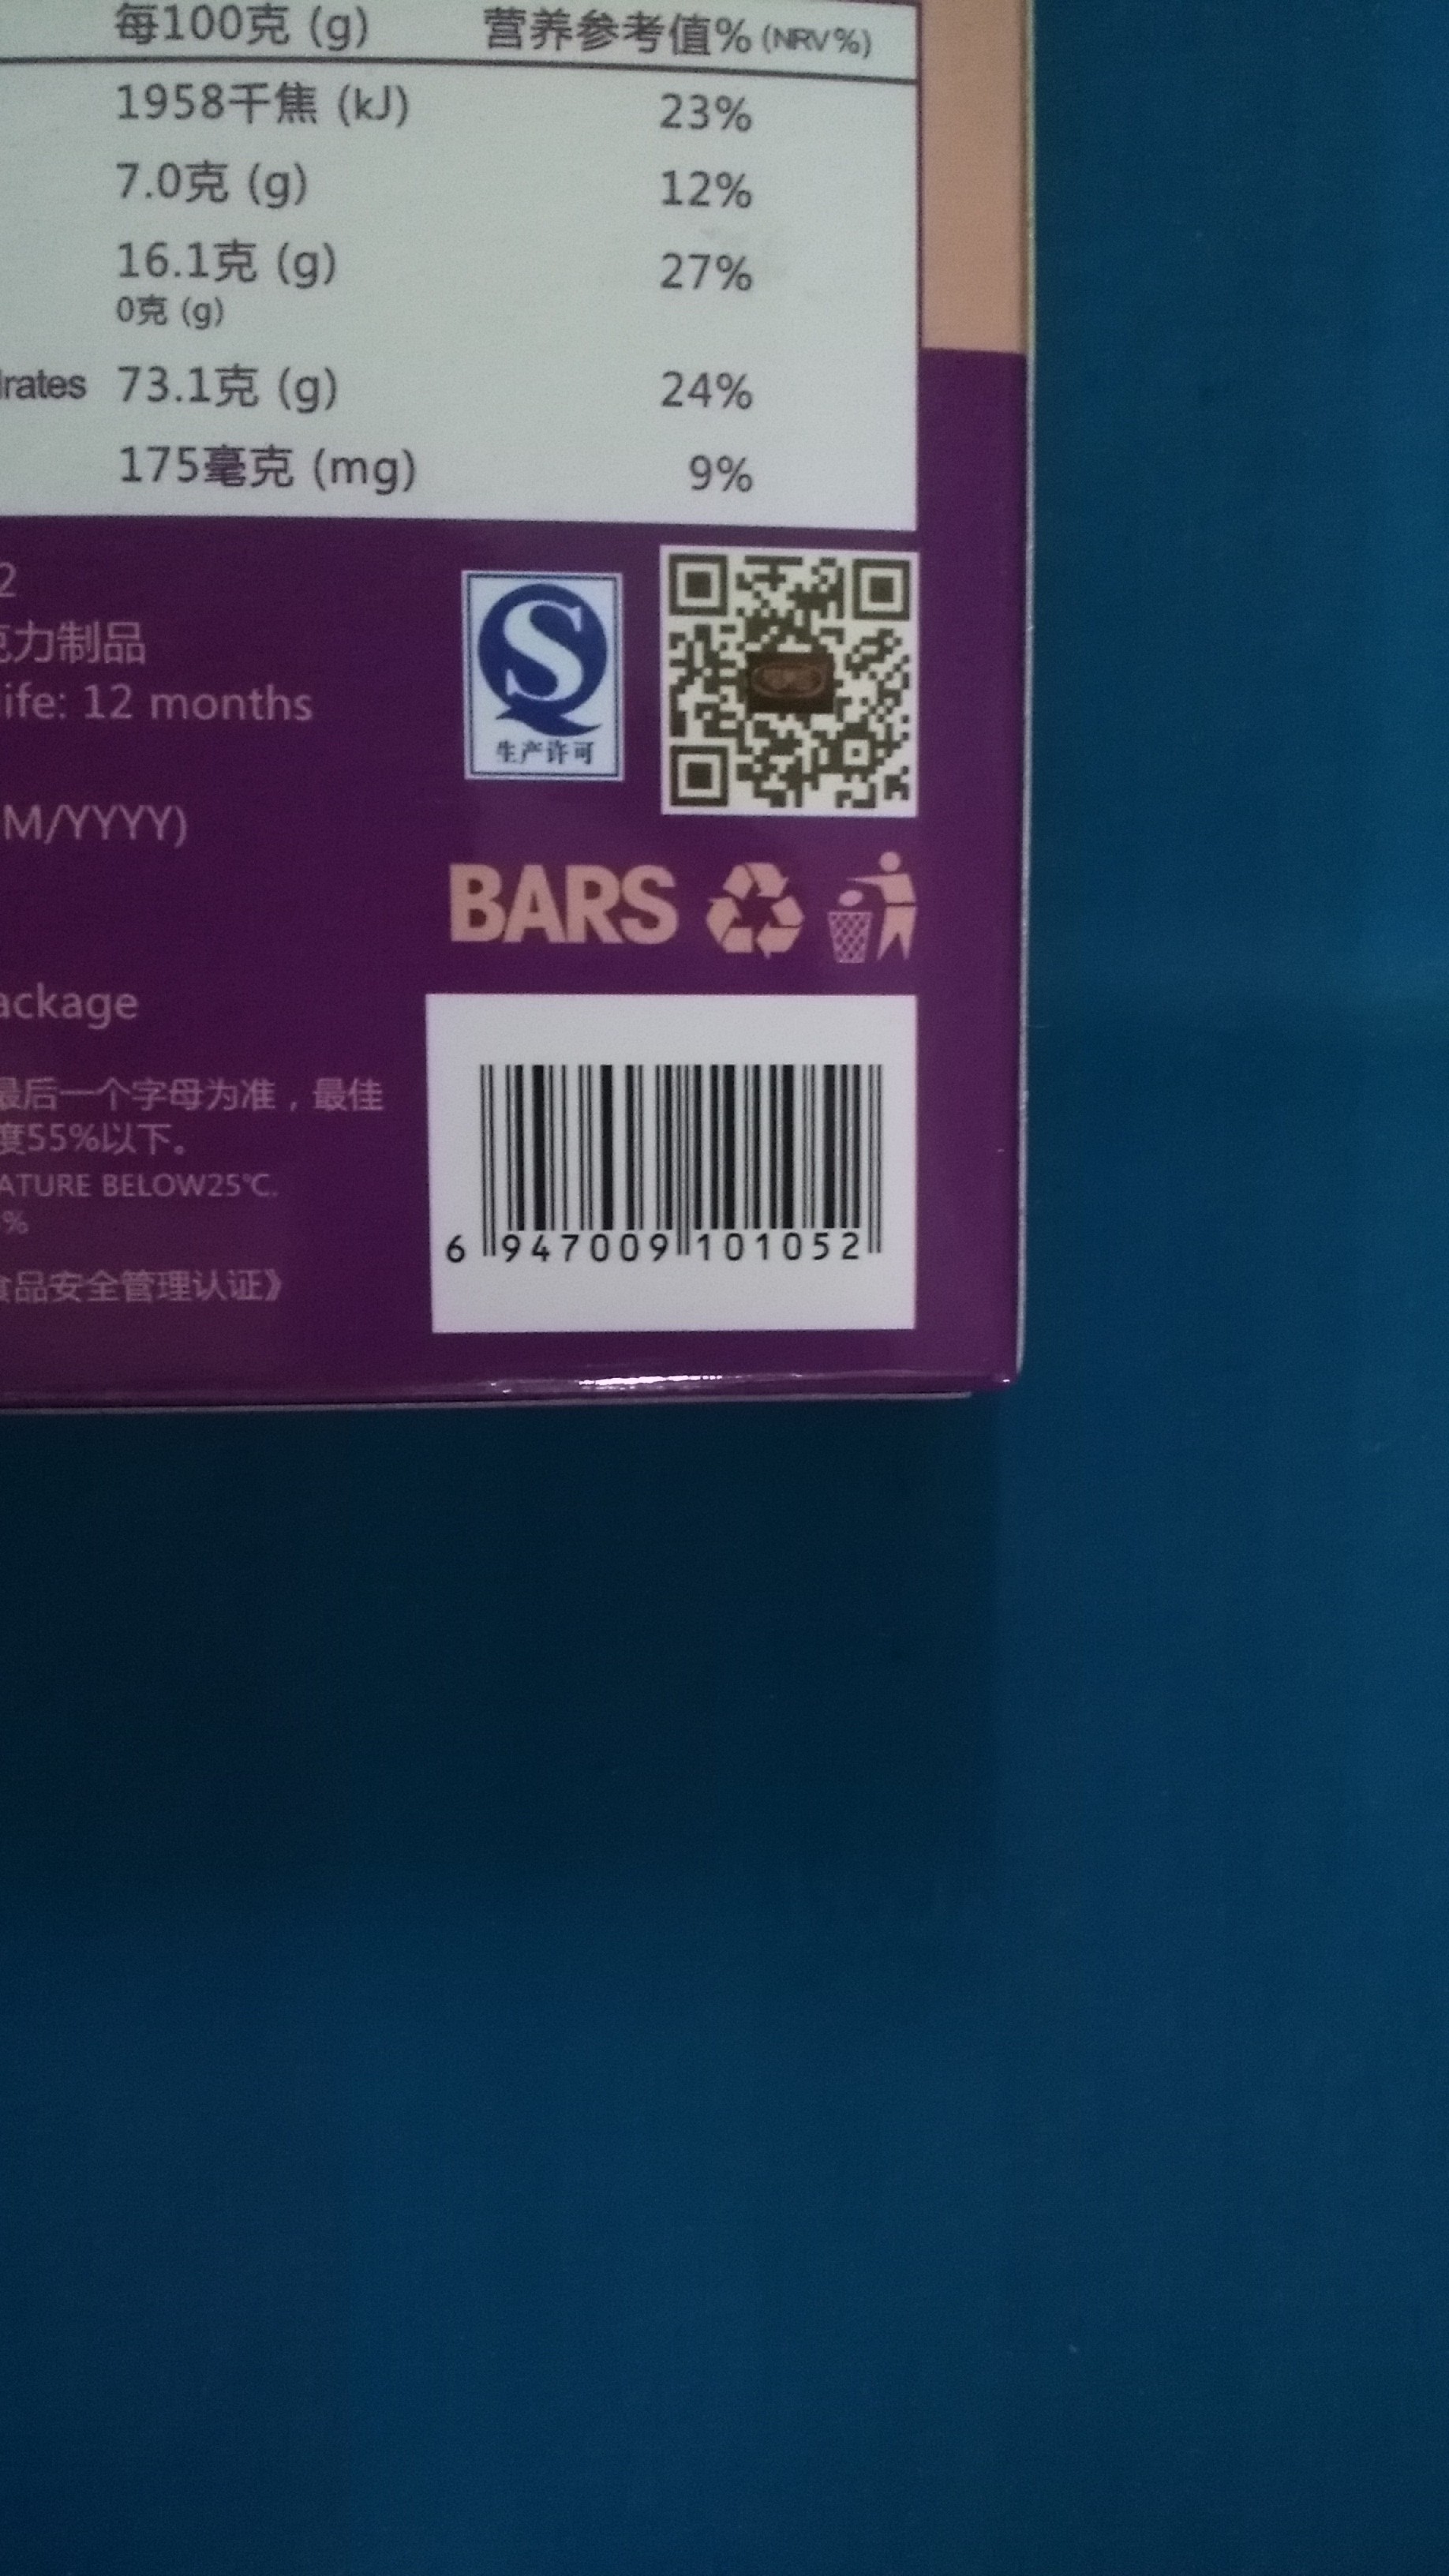 每100克 (g) 营养参考值% (NRV%)
1958千焦 (kJ) 23%
7.0克 (g) 12%
16.1克 (g) 27%
0克 (g)
drates 73.1克 (g) 24%
175毫克 (mg) 9%
2
克力制品
life: 12 months
S
生产许可
M/YYYY)
BARS
ackage
最后一个字母为准，最佳
度55%以下。
ATURE BELOW25℃.
%
食品安全管理认证》
6 947009 101052